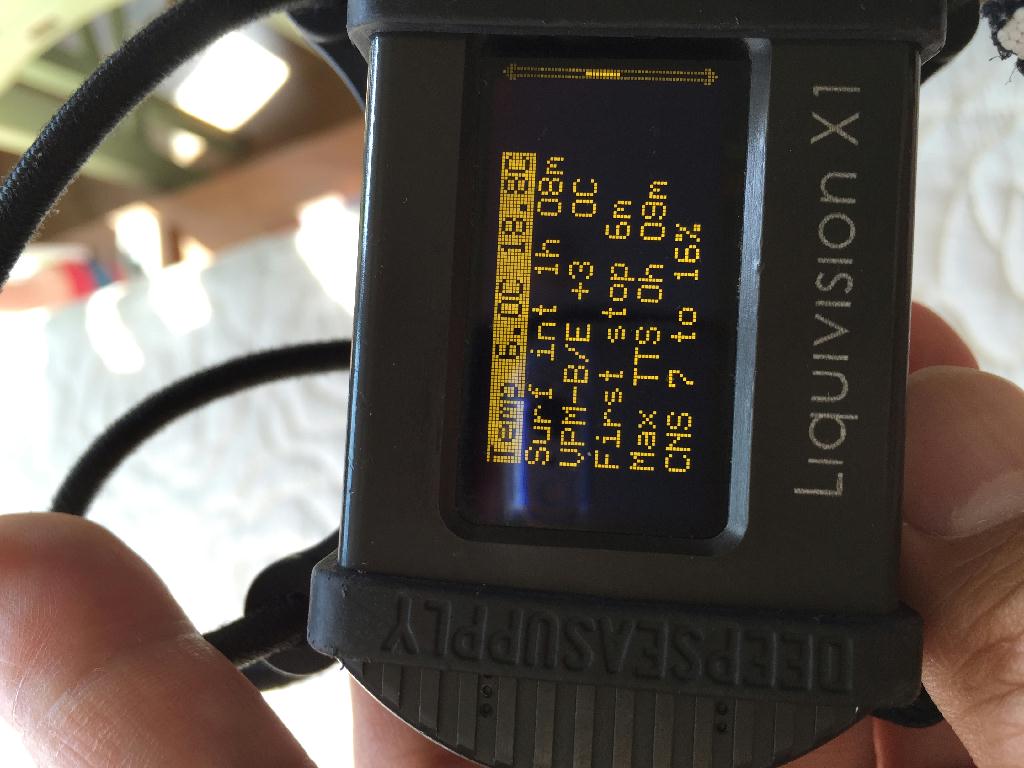 Temp 6.0C 18.8C
Surf int 1h 08m
VPM-B/E +3 0C
First stop 6m
Max TTS 0h 09m
CNS 7 to 16%
Liquivision X1
DEEPSEASUPPLY